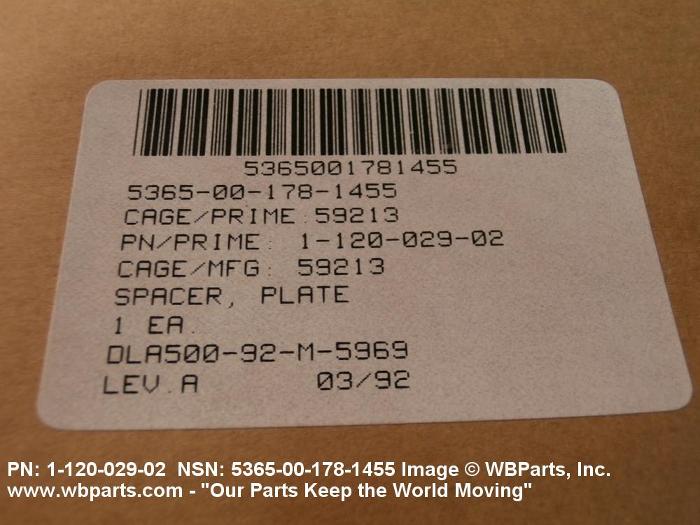 5365001781455
5365-00-178-1455
CAGE/PRIME:59213
PN/PRIME: 1-120-029-02
CAGE/MFG: 59213
SPACER, PLATE
1 EA.
DLA500-92-M-5969
LEV.A 03/92
PN: 1-120-029-02 NSN: 5365-00-178-1455 Image © WBParts, Inc.
www.wbparts.com - "Our Parts Keep the World Moving"